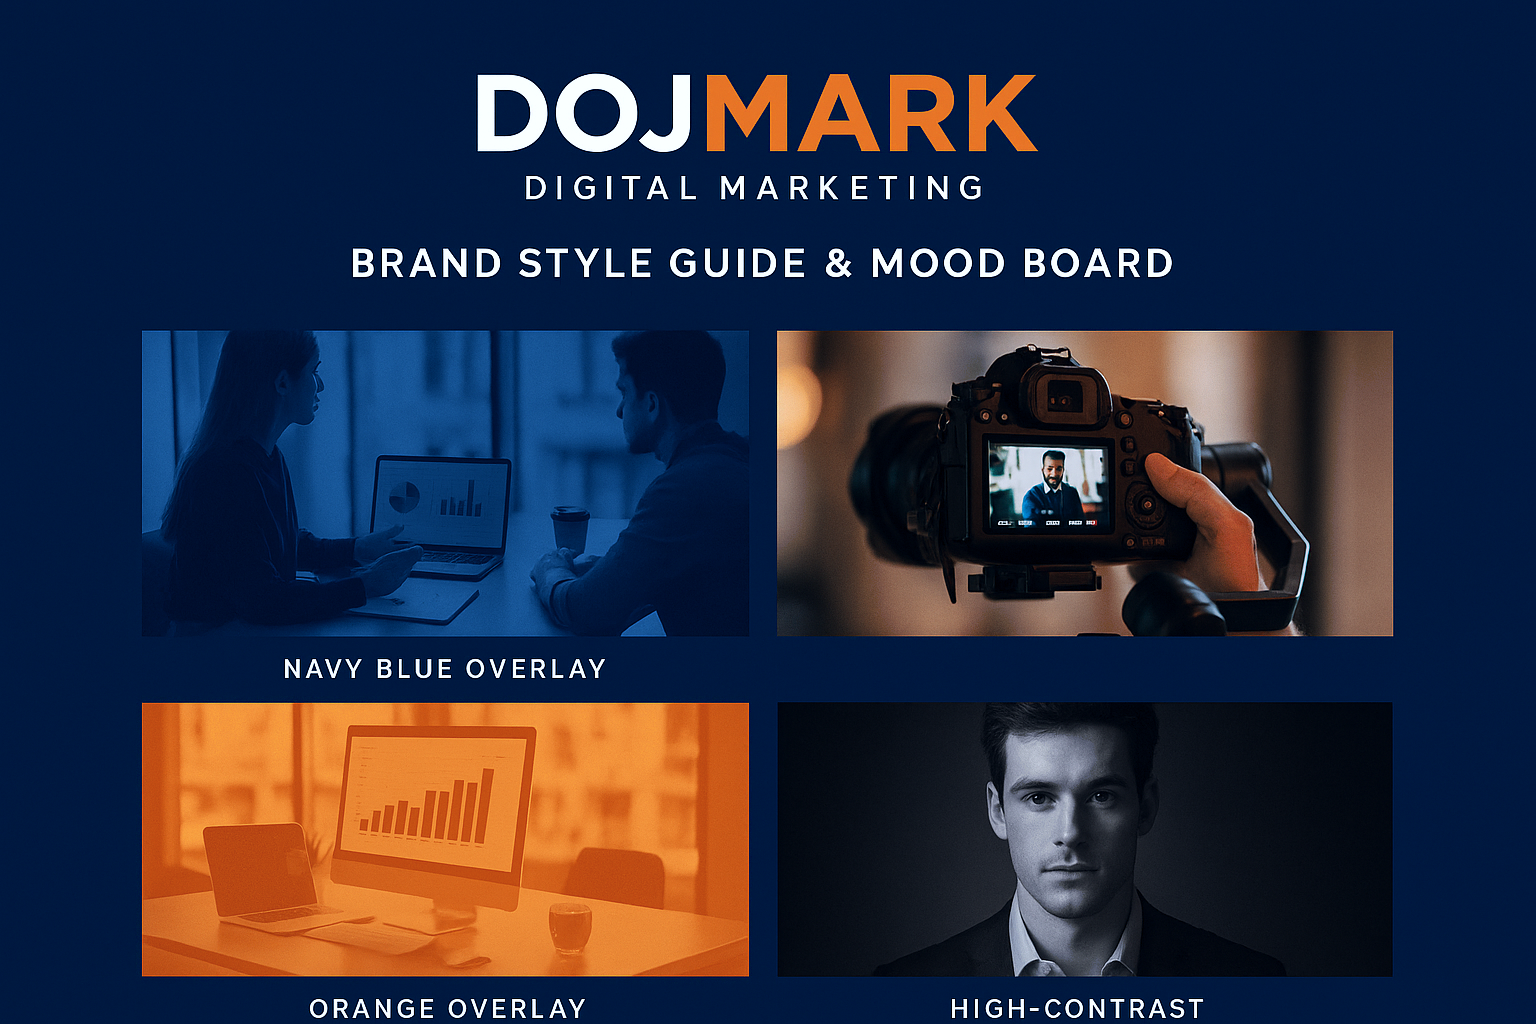 DOJMARK
DIGITAL MARKETING
BRAND STYLE GUIDE & MOOD BOARD
NAVY BLUE OVERLAY
ORANGE OVERLAY
HIGH-CONTRAST